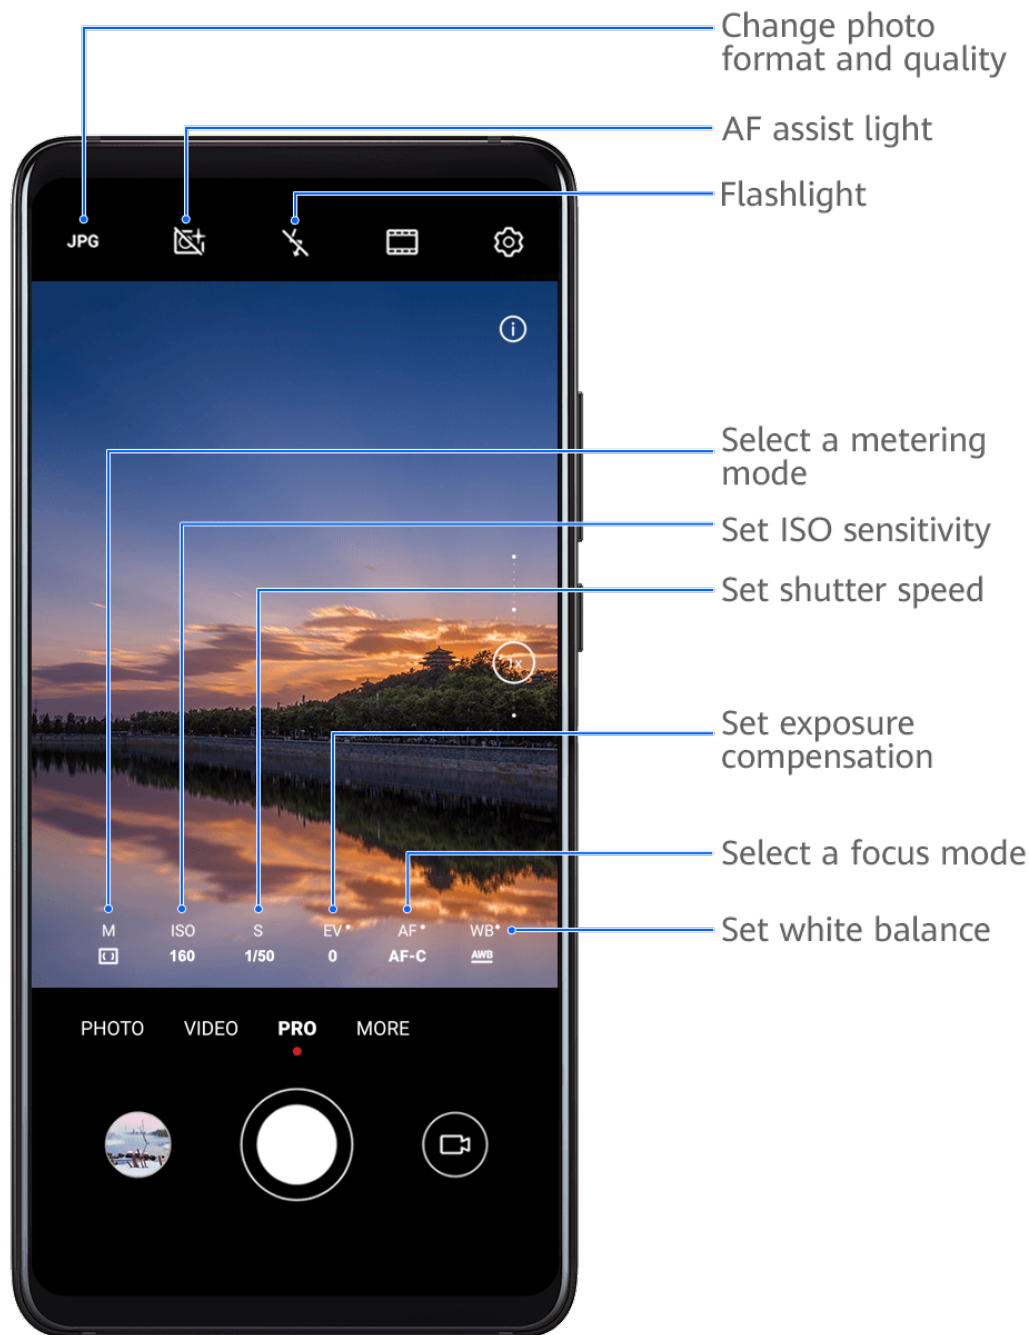 Change photo
format and quality
AF assist light
Flashlight
JPG
Select a metering
mode
Set ISO sensitivity
Set shutter speed
1x
Set exposure
compensation
Select a focus mode
Set white balance
M ISO S EV AF WB
160 1/50 0 AF-C AWB
PHOTO VIDEO PRO MORE